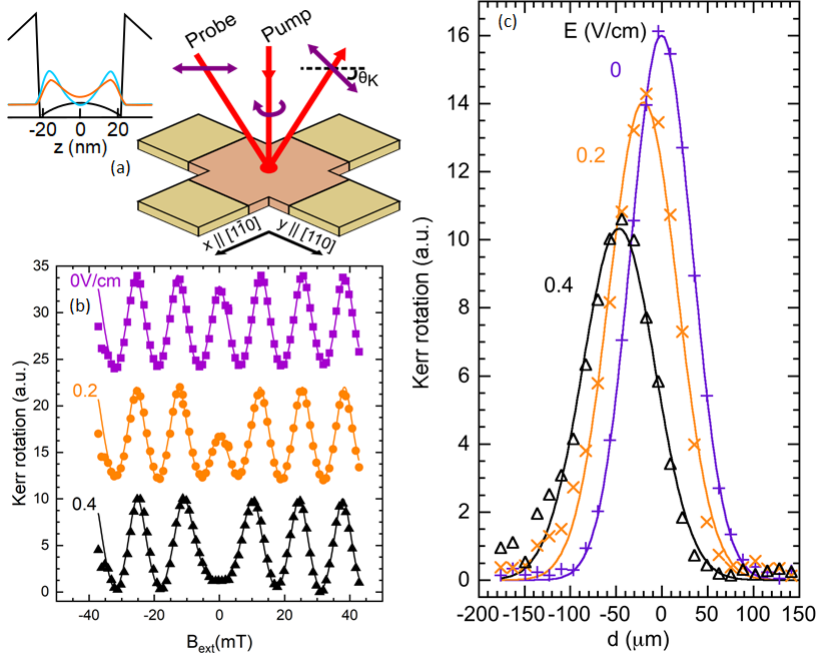 Probe
Pump
θK
-20 0 20
z (nm)
(a)
x || [11̄0]
y || [110]
35
30
25
20
15
10
5
0
Kerr rotation (a.u.)
0V/cm
(b)
0.2
0.4
-40 -20 0 20 40
Bext(mT)
(c)
E (V/cm)
0
0.2
0.4
16
14
12
10
8
6
4
2
0
Kerr rotation (a.u.)
-200 -150 -100 -50 0 50 100 150
d (μm)